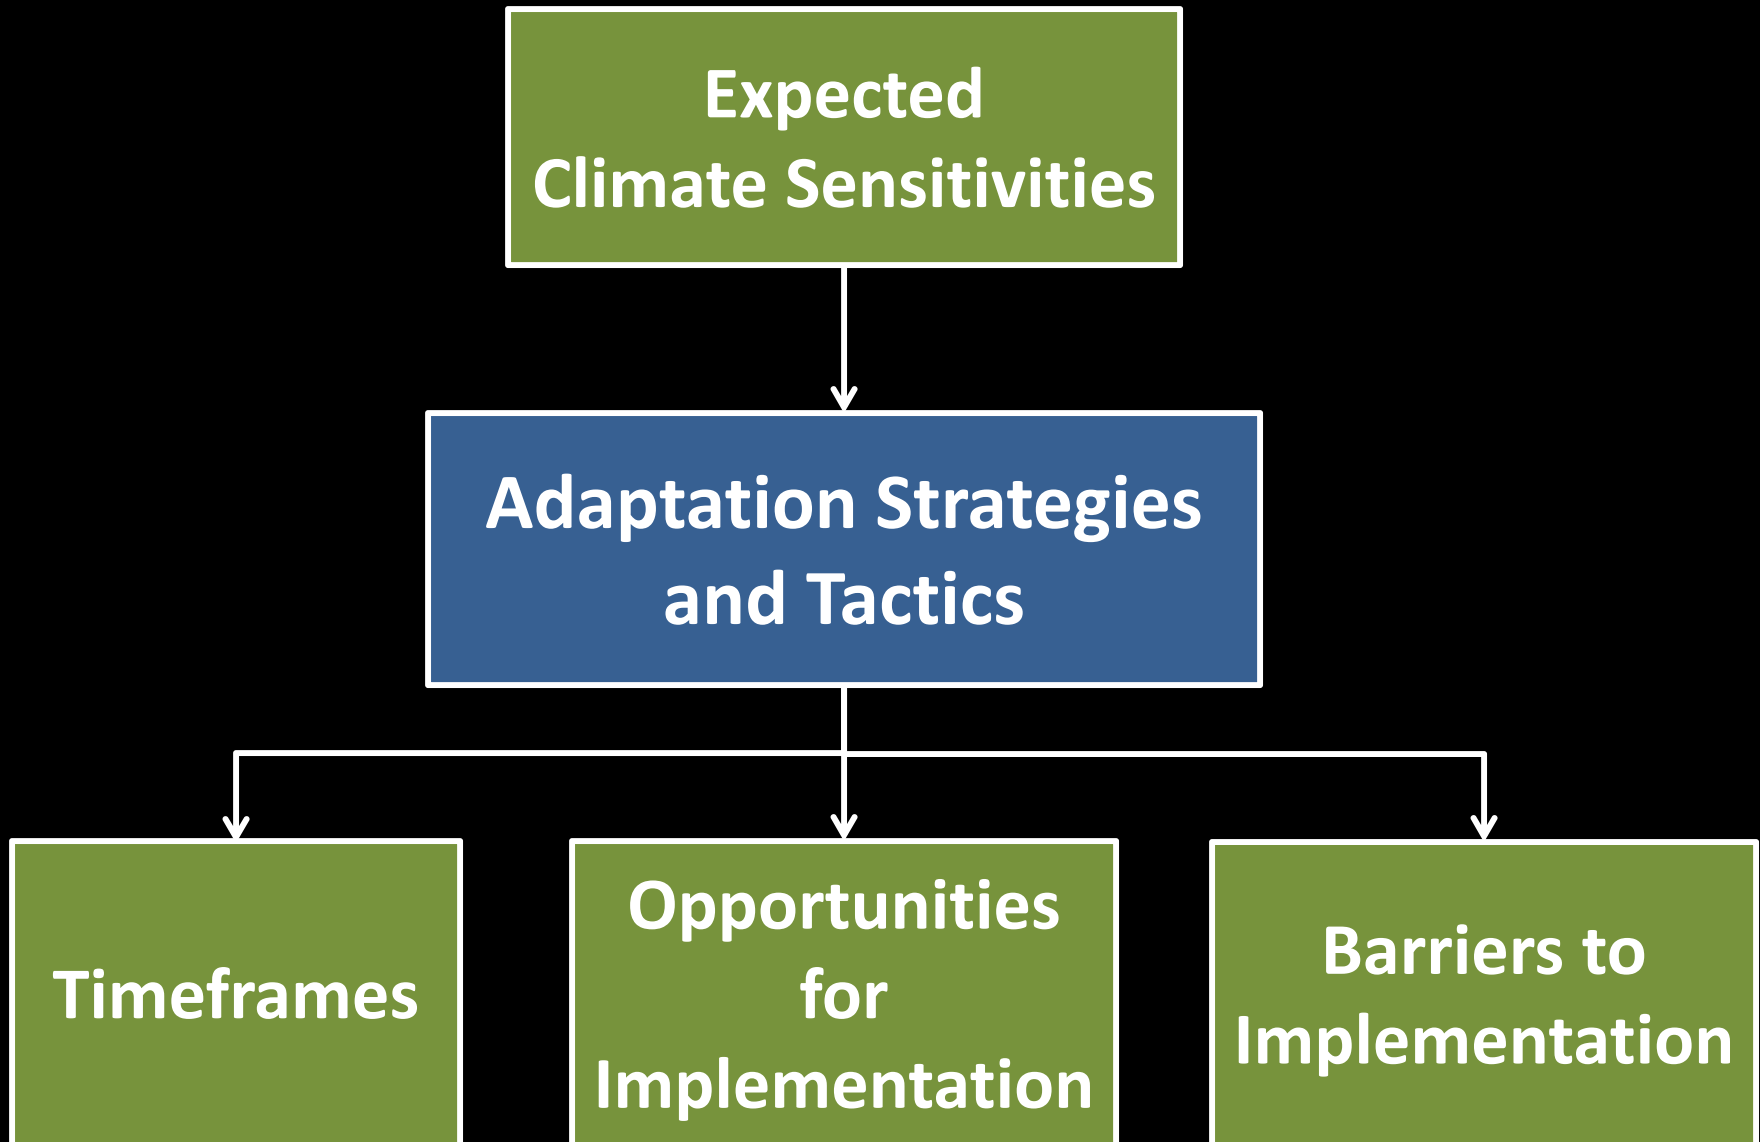 Expected
Climate Sensitivities
Adaptation Strategies
and Tactics
Timeframes
Opportunities
for
Implementation
Barriers to
Implementation